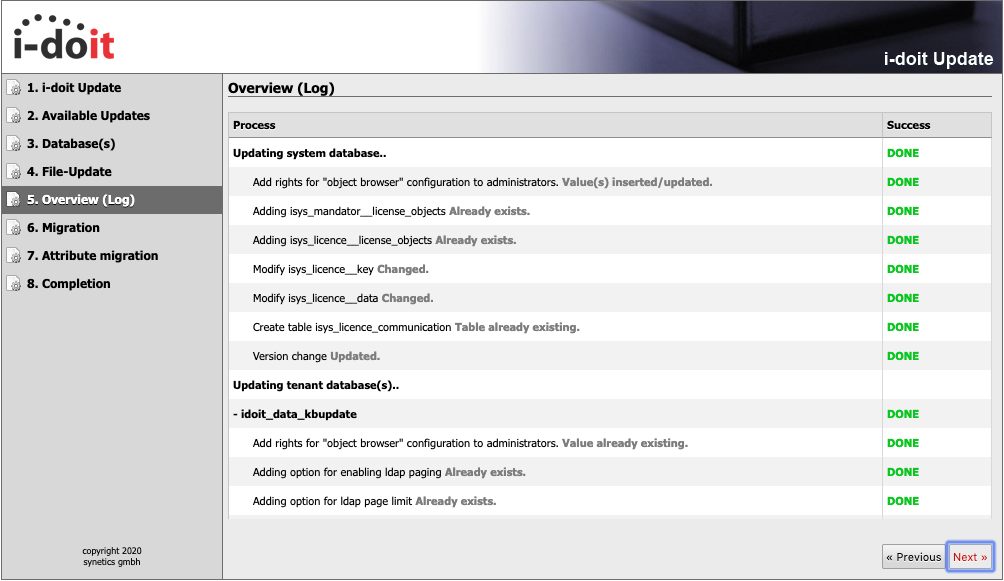 i-doit
i-doit Update
1. i-doit Update
2. Available Updates
3. Database(s)
4. File-Update
5. Overview (Log)
6. Migration
7. Attribute migration
8. Completion
copyright 2020
synetics gmbh
Overview (Log)
Process Success
Updating system database.. DONE
Add rights for "object browser" configuration to administrators. Value(s) inserted/updated. DONE
Adding isys_mandator__license_objects Already exists. DONE
Adding isys_licence__license_objects Already exists. DONE
Modify isys_licence__key Changed. DONE
Modify isys_licence__data Changed. DONE
Create table isys_licence_communication Table already existing. DONE
Version change Updated. DONE
Updating tenant database(s)..
- idoit_data_kbupdate DONE
Add rights for "object browser" configuration to administrators. Value already existing. DONE
Adding option for enabling ldap paging Already exists. DONE
Adding option for ldap page limit Already exists. DONE
« Previous Next »